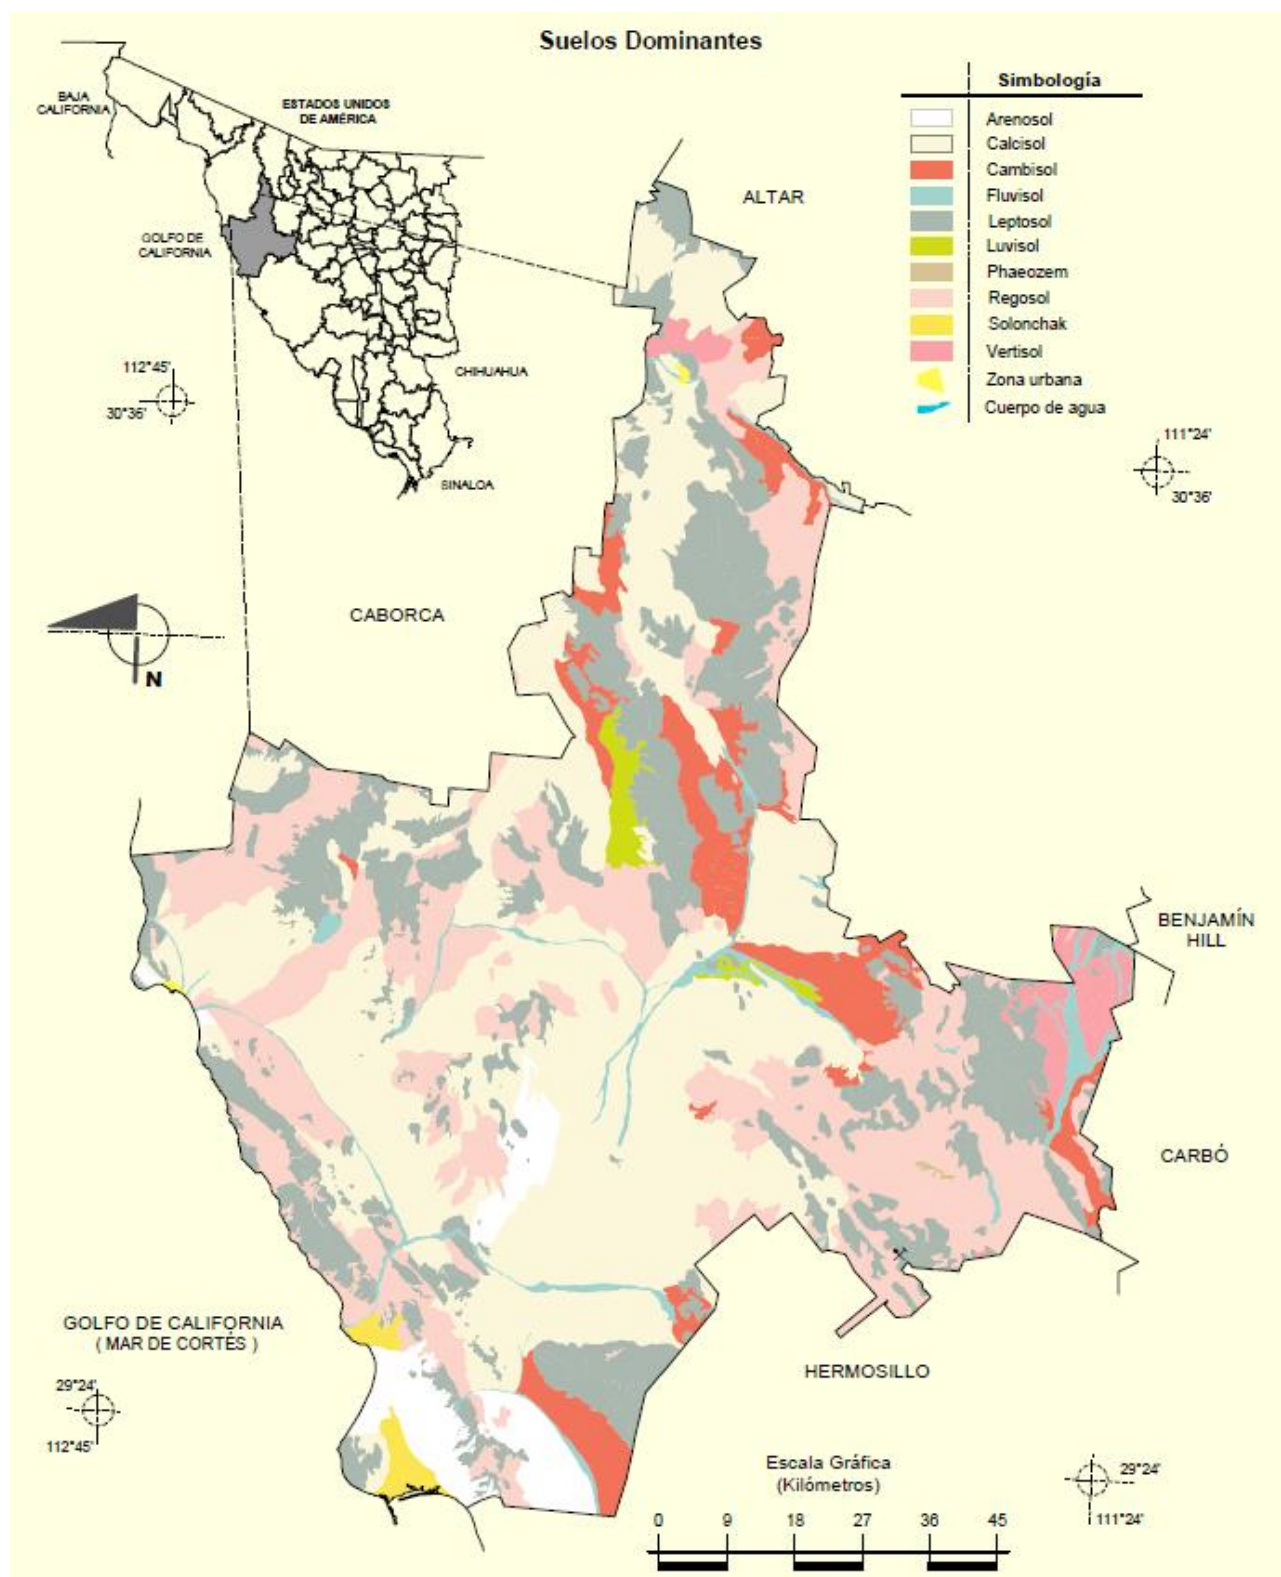 Suelos Dominantes
Simbología
Arenosol
Calcisol
Cambisol
Fluvisol
Leptosol
Luvisol
Phaeozem
Regosol
Solonchak
Vertisol
Zona urbana
Cuerpo de agua
BAJA
CALIFORNIA
ESTADOS UNIDOS
DE AMÉRICA
GOLFO DE
CALIFORNIA
CHIHUAHUA
SINALOA
112°45'
30°36'
ALTAR
111°24'
30°36'
CABORCA
N
BENJAMÍN
HILL
CARBÓ
GOLFO DE CALIFORNIA
( MAR DE CORTÉS )
HERMOSILLO
29°24'
112°45'
Escala Gráfica
(Kilómetros)
0 9 18 27 36 45
29°24'
111°24'